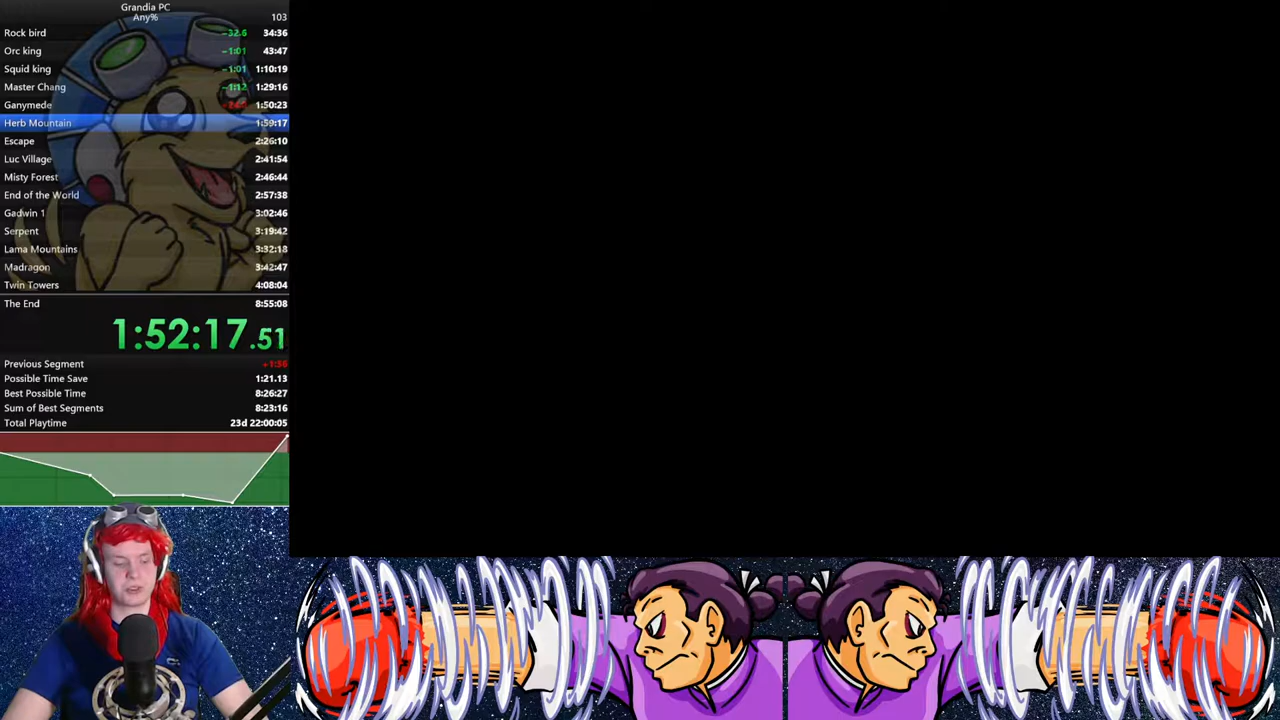 Grandia PC
Any% 103
Rock bird -32.6 34:36
Orc king -1:01 43:47
Squid king -1:01 1:10:19
Master Chang -1:12 1:29:16
Ganymede 1:50:23
Herb Mountain 1:59:17
Escape 2:26:10
Luc Village 2:41:54
Misty Forest 2:46:44
End of the World 2:57:38
Gadwin 1 3:02:46
Serpent 3:19:42
Lama Mountains 3:32:18
Madragon 3:42:47
Twin Towers 4:08:04
The End 8:55:08
1:52:17.51
Previous Segment +1:36
Possible Time Save 1:21.13
Best Possible Time 8:26:27
Sum of Best Segments 8:23:16
Total Playtime 23d 22:00:05